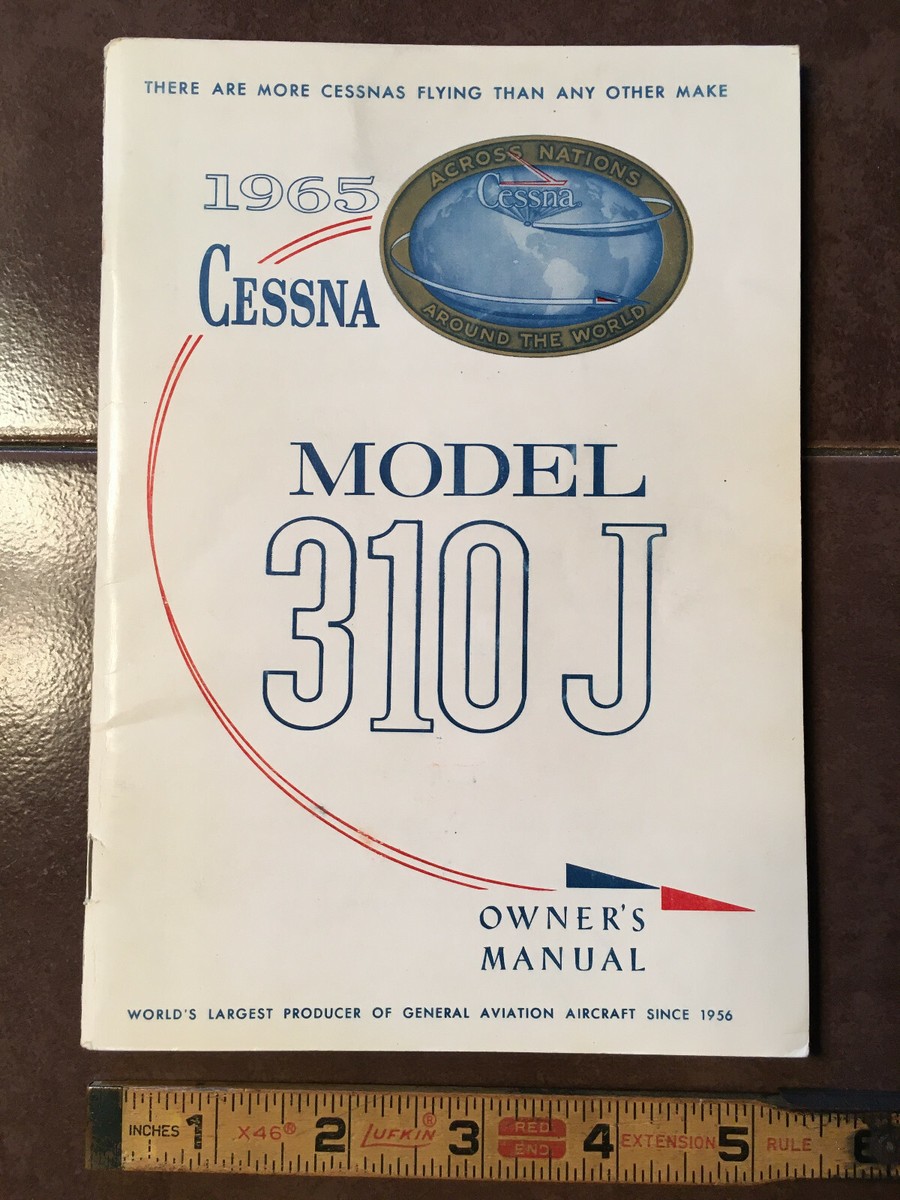 THERE ARE MORE CESSNAS FLYING THAN ANY OTHER MAKE
1965
CESSNA
ACROSS NATIONS
Cessna
AROUND THE WORLD
MODEL
310 J
OWNER'S
MANUAL
WORLD'S LARGEST PRODUCER OF GENERAL AVIATION AIRCRAFT SINCE 1956
INCHES 1 X46® 2 LUFKIN® 3 RED END 4 EXTENSION 5 RULE 6